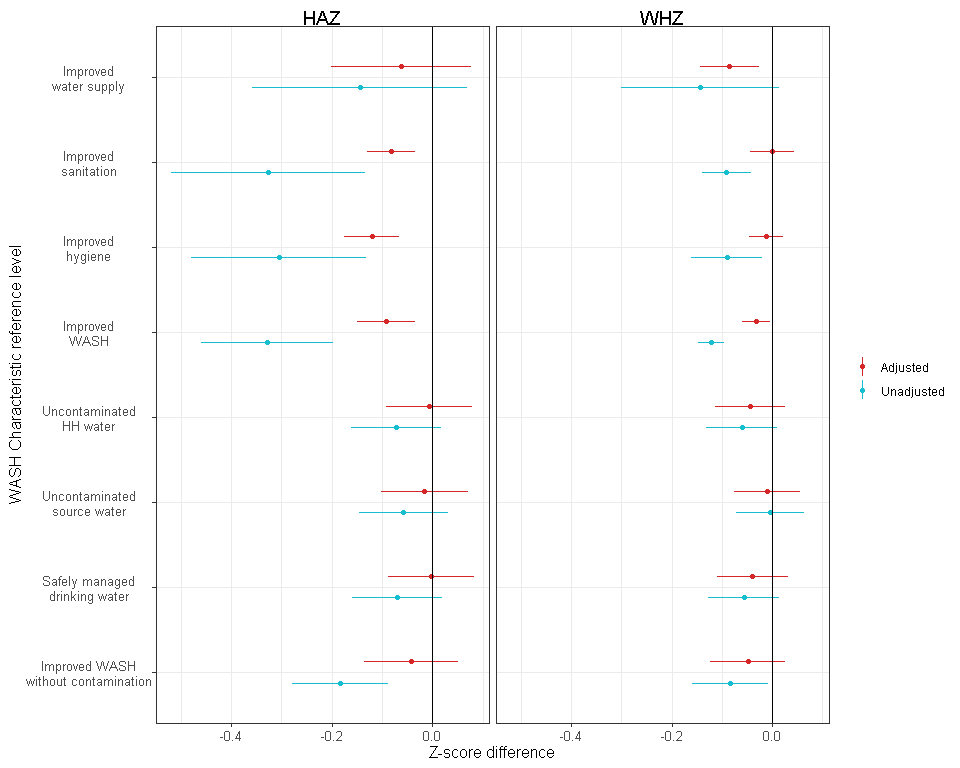 HAZ
WHZ
WASH Characteristic reference level
Improved
water supply
Improved
sanitation
Improved
hygiene
Improved
WASH
Uncontaminated
HH water
Uncontaminated
source water
Safely managed
drinking water
Improved WASH
without contamination
-0.4
-0.2
0.0
-0.4
-0.2
0.0
Z-score difference
Adjusted
Unadjusted